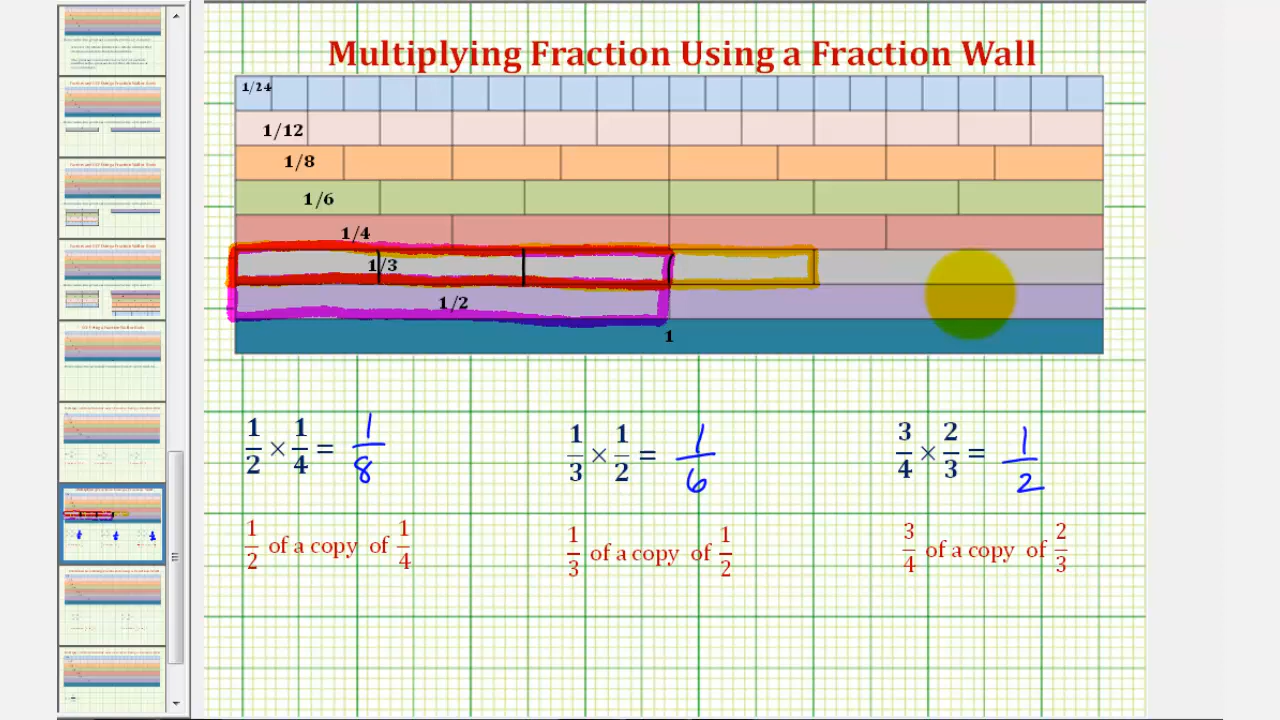 Multiplying Fraction Using a Fraction Wall
1/24
1/12
1/8
1/6
1/4
1/3
1/2
1
1/2 × 1/4 = 1/8
1/3 × 1/2 = 1/6
3/4 × 2/3 = 1/2
1/2 of a copy of 1/4
1/3 of a copy of 1/2
3/4 of a copy of 2/3